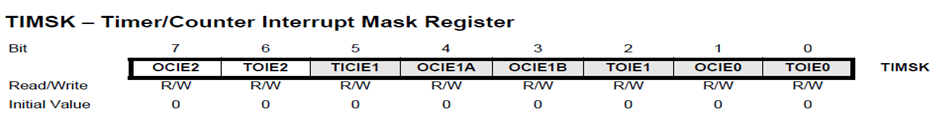 TIMSK – Timer/Counter Interrupt Mask Register
Bit 7 6 5 4 3 2 1 0
OCIE2 TOIE2 TICIE1 OCIE1A OCIE1B TOIE1 OCIE0 TOIE0 TIMSK
Read/Write R/W R/W R/W R/W R/W R/W R/W R/W
Initial Value 0 0 0 0 0 0 0 0